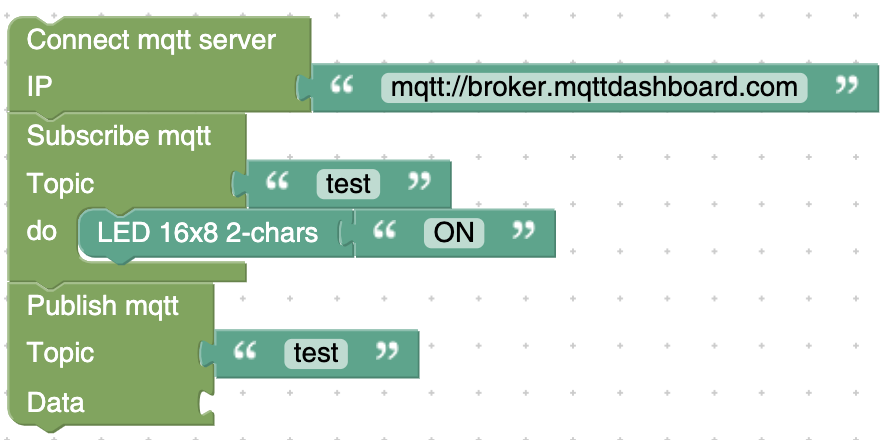 Connect mqtt server
IP “ mqtt://broker.mqttdashboard.com ”
Subscribe mqtt
Topic “ test ”
do LED 16x8 2-chars “ ON ”
Publish mqtt
Topic “ test ”
Data